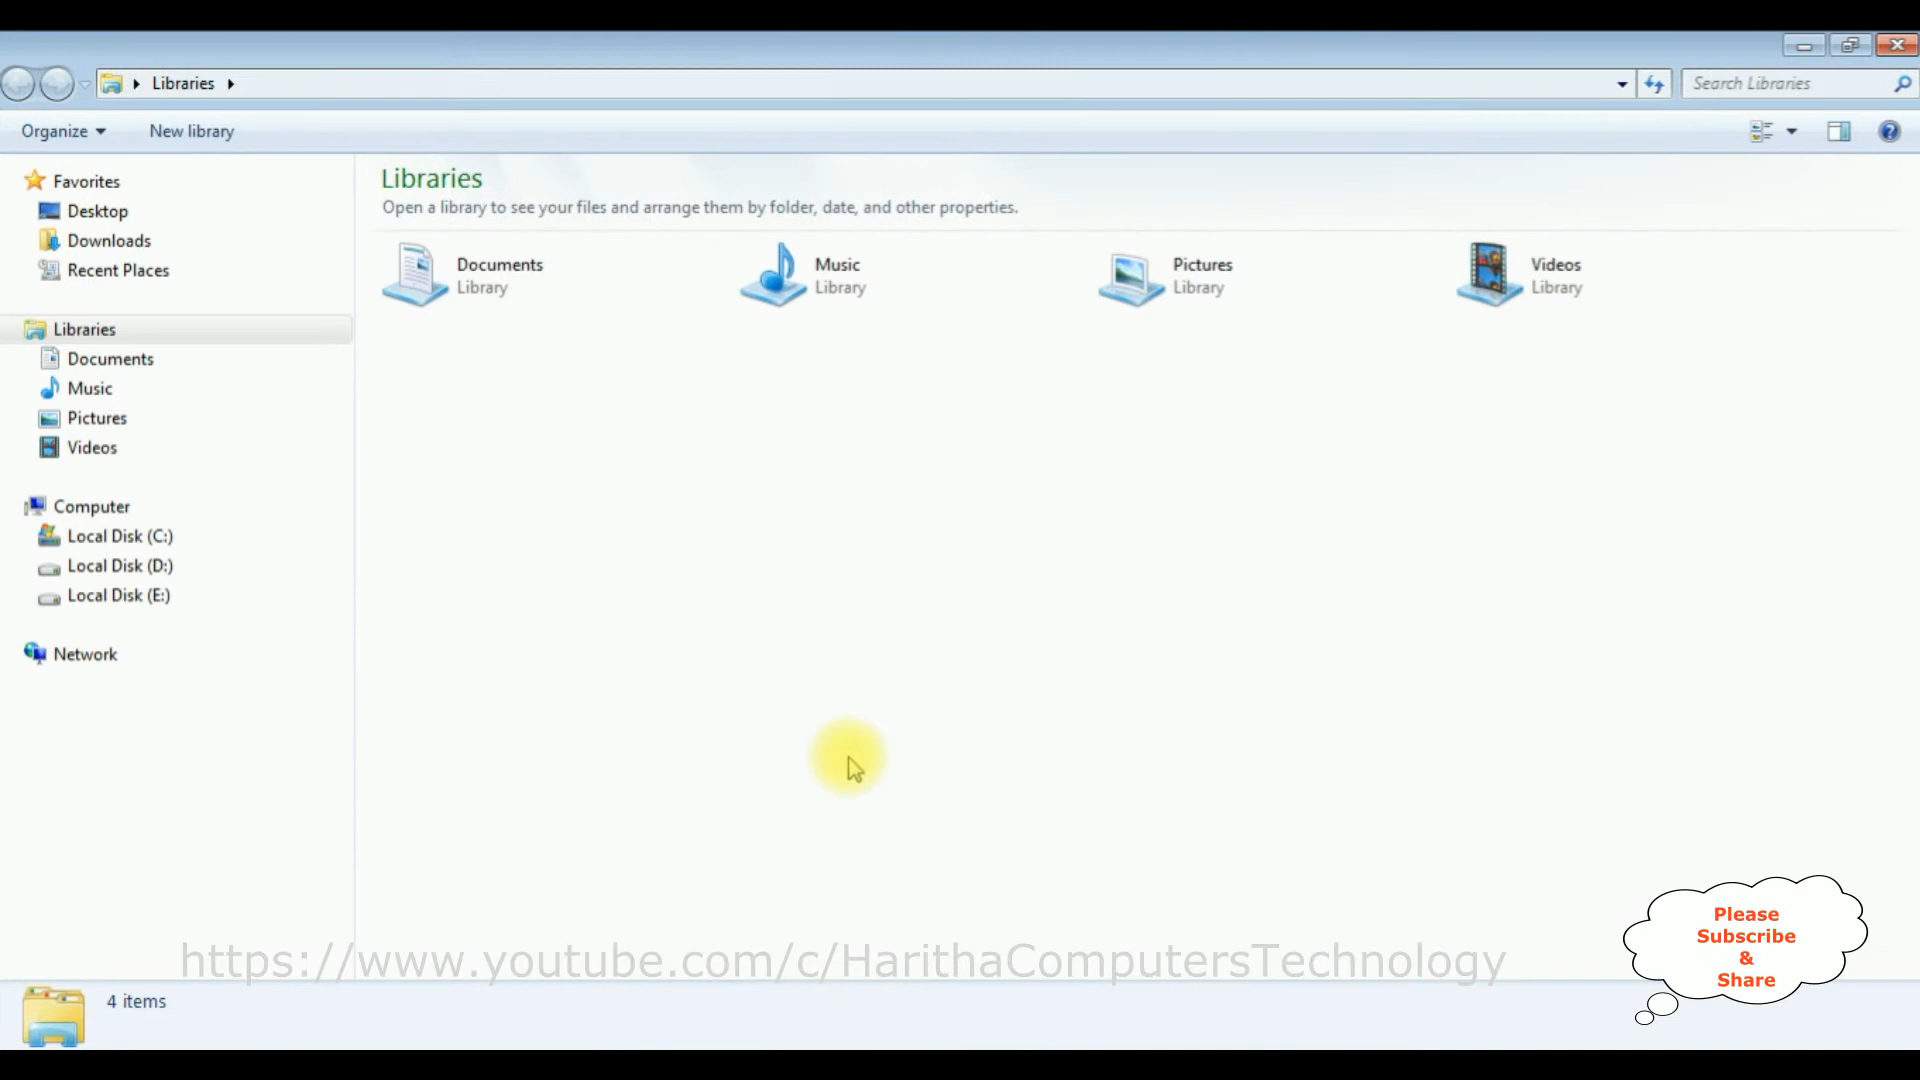 Libraries
Search Libraries
Organize
New library
Favorites
Desktop
Downloads
Recent Places
Libraries
Documents
Music
Pictures
Videos
Computer
Local Disk (C:)
Local Disk (D:)
Local Disk (E:)
Network
Libraries
Open a library to see your files and arrange them by folder, date, and other properties.
Documents
Library
Music
Library
Pictures
Library
Videos
Library
Please
Subscribe
&
Share
https://www.youtube.com/c/HarithaComputersTechnology
4 items